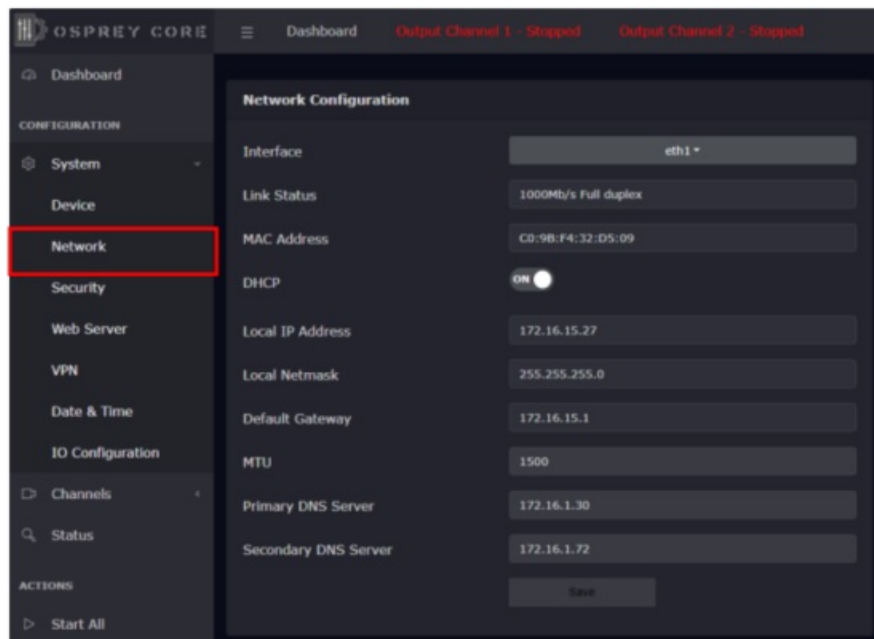 OSPREY CORE
Dashboard
Output Channel 1 - Stopped
Output Channel 2 - Stopped
Dashboard
CONFIGURATION
System
Device
Network
Security
Web Server
VPN
Date & Time
IO Configuration
Channels
Status
ACTIONS
Start All
Network Configuration
Interface
eth1
Link Status
1000Mb/s Full duplex
MAC Address
C0:9B:F4:32:D5:09
DHCP
ON
Local IP Address
172.16.15.27
Local Netmask
255.255.255.0
Default Gateway
172.16.15.1
MTU
1500
Primary DNS Server
172.16.1.30
Secondary DNS Server
172.16.1.72
Save